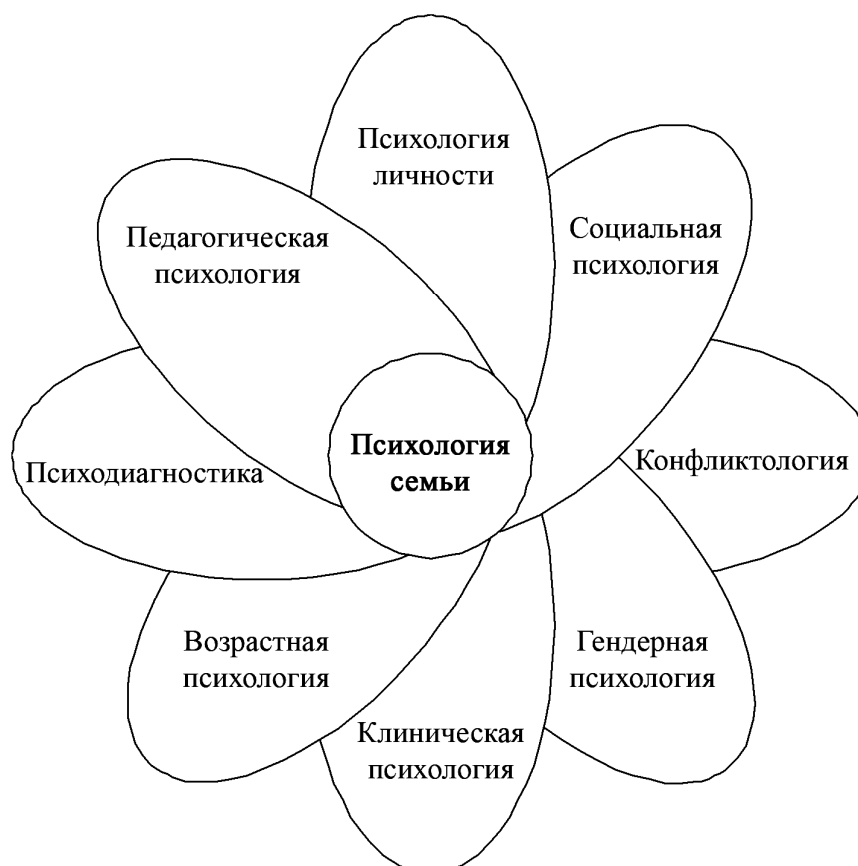 Психология
личности
Социальная
психология
Педагогическая
психология
Психология
семьи
Психодиагностика
Конфликтология
Возрастная
психология
Гендерная
психология
Клиническая
психология